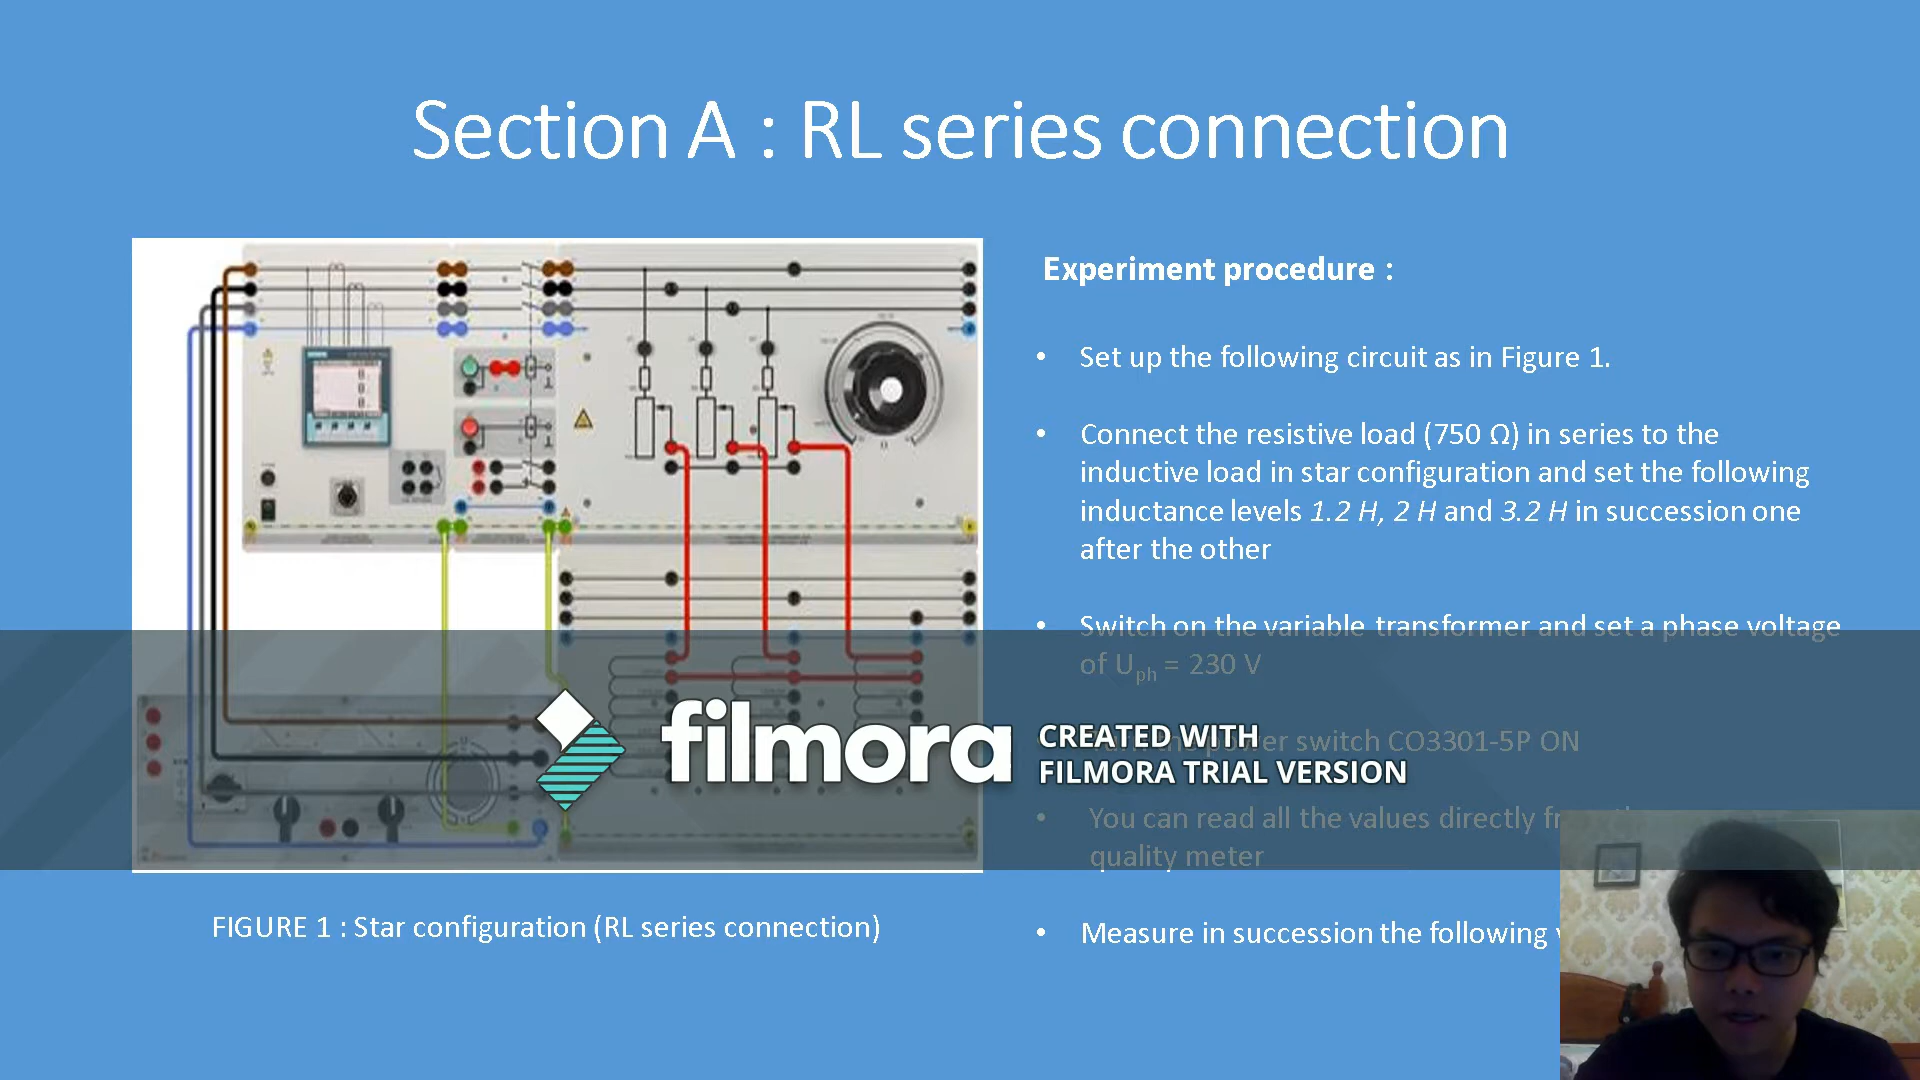 Section A : RL series connection
Experiment procedure :
• Set up the following circuit as in Figure 1.
• Connect the resistive load (750 Ω) in series to the
inductive load in star configuration and set the following
inductance levels 1.2 H, 2 H and 3.2 H in succession one
after the other
• Switch on the variable transformer and set a phase voltage
of Uph = 230 V
the power switch CO3301-5P ON
filmora
CREATED WITH
FILMORA TRIAL VERSION
• You can read all the values directly
quality meter
• Measure in succession the following
FIGURE 1 : Star configuration (RL series connection)